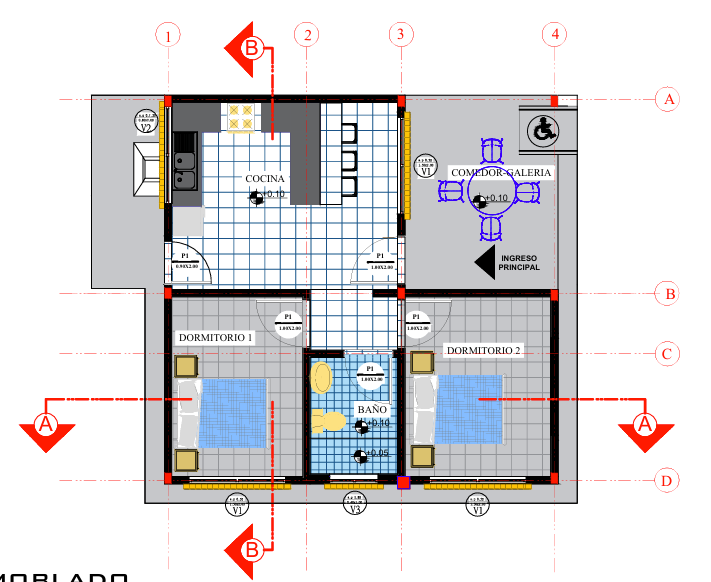 1
2
3
4
B
A
V2
COCINA
+0.10
V1
COMEDOR-GALERIA
+0.10
INGRESO
PRINCIPAL
P1
0.90X2.00
P1
1.00X2.00
B
P1
1.00X2.00
P1
1.00X2.00
DORMITORIO 1
DORMITORIO 2
C
P1
1.00X2.00
BAÑO
+0.10
A
A
+0.05
D
V1
V3
V1
B
MOBLADO